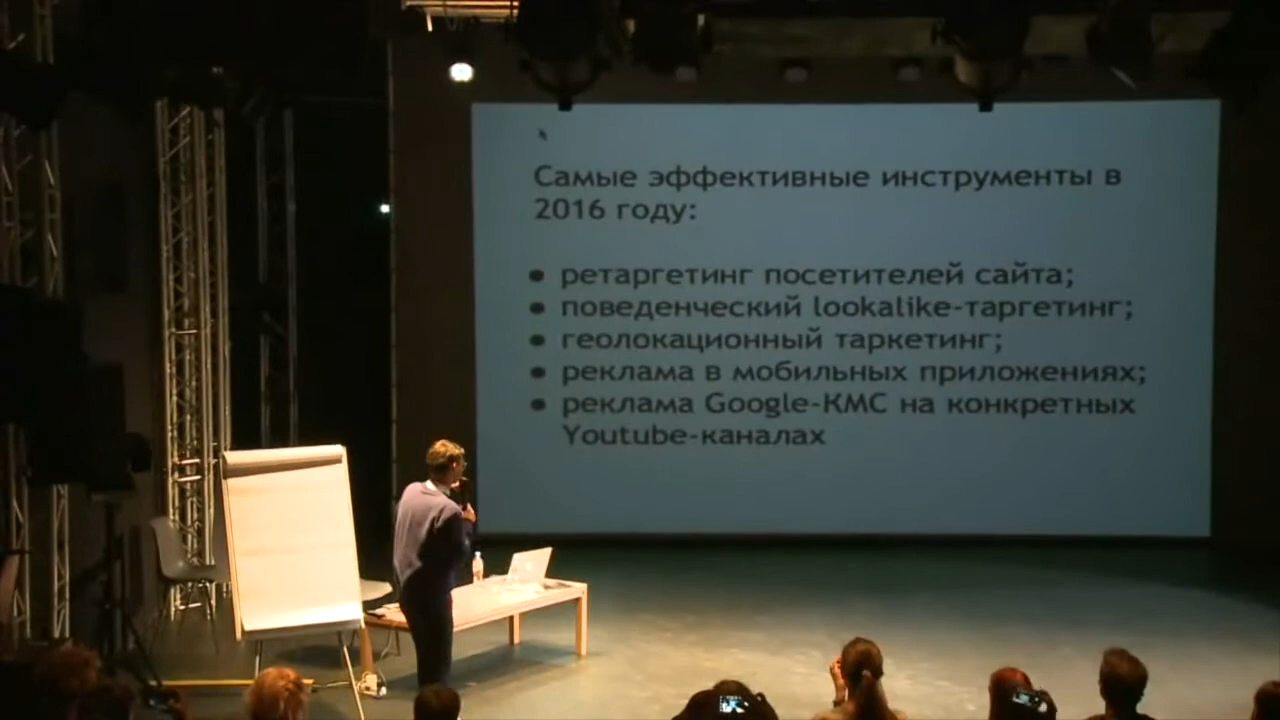 Самые эффективные инструменты в
2016 году:
• ретаргетинг посетителей сайта;
• поведенческий lookalike-таргетинг;
• геолокационный таркетинг;
• реклама в мобильных приложениях;
• реклама Google-КМС на конкретных
Youtube-каналах